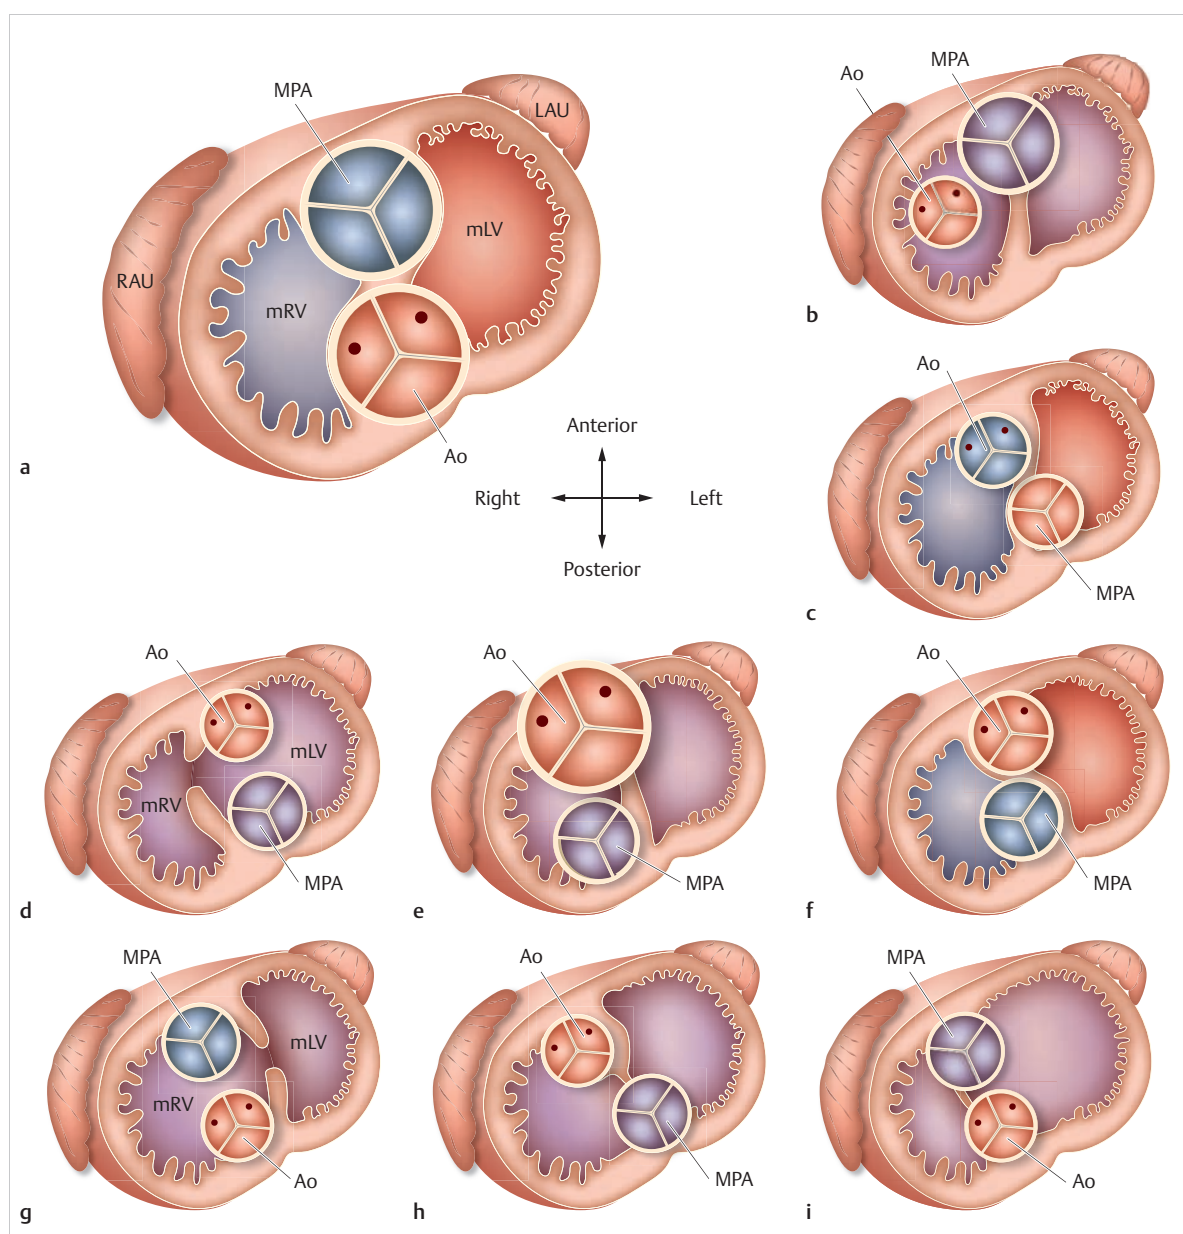 MPA
LAU
RAU
mLV
mRV
Ao
a
Anterior
Right
Left
Posterior
Ao
MPA
b
Ao
MPA
c
Ao
mLV
mRV
MPA
d
Ao
MPA
e
Ao
MPA
f
MPA
mLV
mRV
Ao
g
Ao
MPA
h
MPA
Ao
i